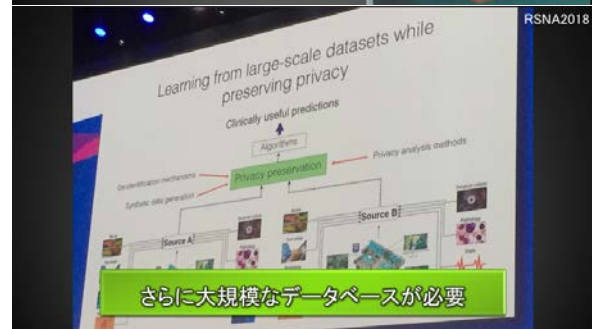 RSNA2018
Learning from large-scale datasets while
preserving privacy
Clinically useful predictions
Algorithms
Privacy preservation
Privacy analysis methods
De-identification mechanisms
Synthetic data generation
Source A
Source B
Pathology
さらに大規模なデータベースが必要